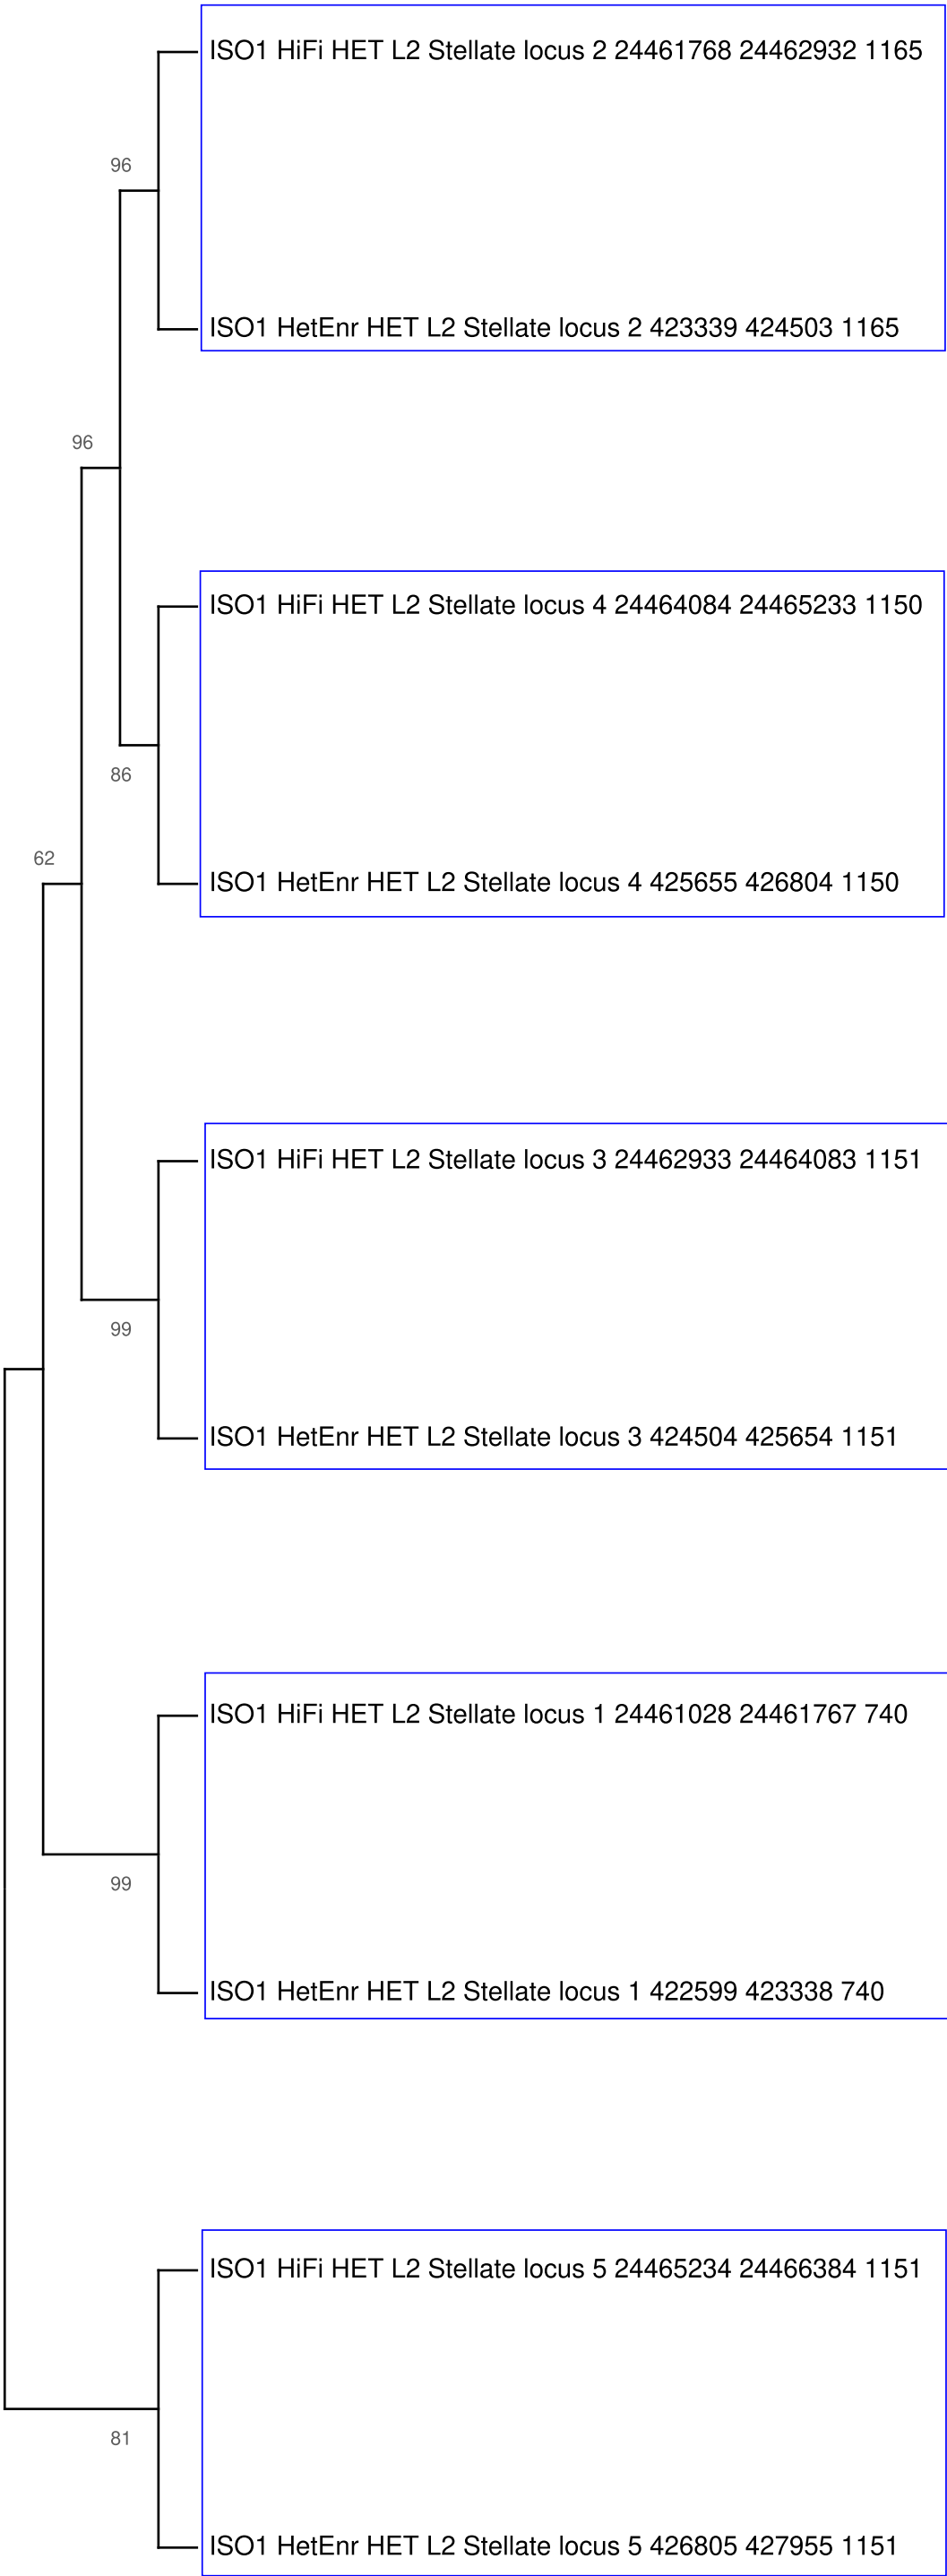 ISO1 HiFi HET L2 Stellate locus 2 24461768 24462932 1165
96
ISO1 HetEnr HET L2 Stellate locus 2 423339 424503 1165
96
ISO1 HiFi HET L2 Stellate locus 4 24464084 24465233 1150
86
62
ISO1 HetEnr HET L2 Stellate locus 4 425655 426804 1150
ISO1 HiFi HET L2 Stellate locus 3 24462933 24464083 1151
99
ISO1 HetEnr HET L2 Stellate locus 3 424504 425654 1151
ISO1 HiFi HET L2 Stellate locus 1 24461028 24461767 740
99
ISO1 HetEnr HET L2 Stellate locus 1 422599 423338 740
ISO1 HiFi HET L2 Stellate locus 5 24465234 24466384 1151
81
ISO1 HetEnr HET L2 Stellate locus 5 426805 427955 1151